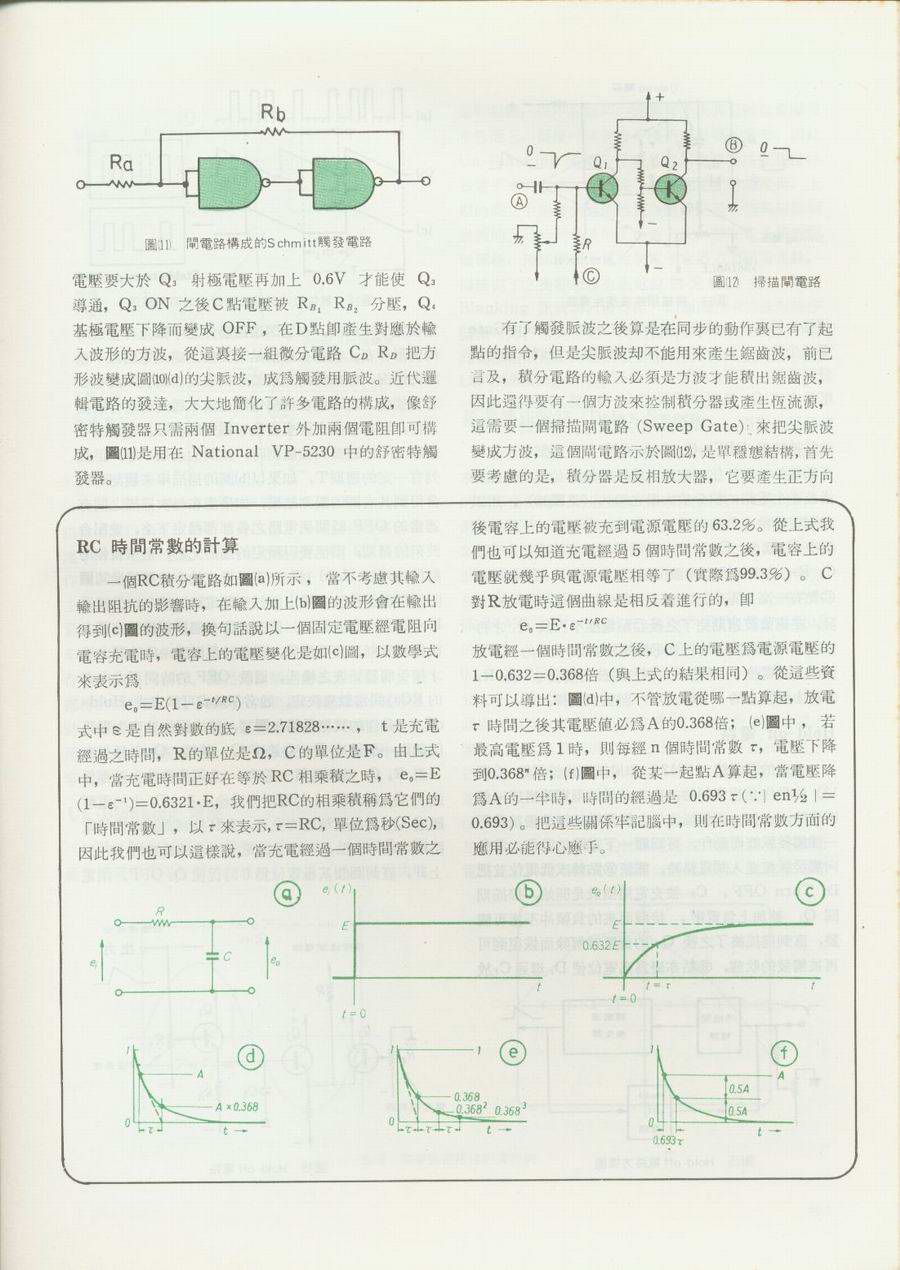 Rb
Ra
圖(11) 閘電路構成的Schmitt觸發電路
電壓要大於 Q₃ 射極電壓再加上 0.6V 才能使 Q₃
導通，Q₃ ON 之後C點電壓被 R_B₁ R_B₂ 分壓，Q₄
基極電壓下降而變成 OFF，在D點卽產生對應於輸
入波形的方波，從這裏接一組微分電路 C_D R_D 把方
形波變成圖(10)(d)的尖脈波，成爲觸發用脈波。近代邏
輯電路的發達，大大地簡化了許多電路的構成，像舒
密特觸發器只需兩個 Inverter 外加兩個電阻卽可構
成，圖(11)是用在 National VP-5230 中的舒密特觸
發器。
+
0
–
Q₁
Q₂
B
0
–
A
–
R
C
–
圖(12) 掃描閘電路
有了觸發脈波之後算是在同步的動作裏已有了起
點的指令，但是尖脈波却不能用來產生鋸齒波，前已
言及，積分電路的輸入必須是方波才能積出鋸齒波，
因此還得要有一個方波來控制積分器或產生恆流源，
這需要一個掃描閘電路 (Sweep Gate) 來把尖脈波
變成方波，這個閘電路示於圖(12)，是單穩態結構，首先
要考慮的是，積分器是反相放大器，它要產生正方向
RC 時間常數的計算
一個RC積分電路如圖(a)所示，當不考慮其輸入
輸出阻抗的影響時，在輸入加上(b)圖的波形會在輸出
得到(c)圖的波形，換句話說以一個固定電壓經電阻向
電容充電時，電容上的電壓變化是如(c)圖，以數學式
來表示爲
e₀=E(1−ε^−t/RC)
式中 ε 是自然對數的底 ε=2.71828……，t 是充電
經過之時間，R的單位是Ω，C的單位是F。由上式
中，當充電時間正好在等於 RC 相乘積之時，e₀=E
(1−ε⁻¹)=0.6321·E，我們把RC的相乘積稱爲它們的
「時間常數」，以 τ 來表示,τ=RC, 單位爲秒(Sec),
因此我們也可以這樣說，當充電經過一個時間常數之
後電容上的電壓被充到電源電壓的 63.2%。從上式我
們也可以知道充電經過 5 個時間常數之後，電容上的
電壓就幾乎與電源電壓相等了（實際爲99.3%）。C
對R放電時這個曲線是相反着進行的，卽
e₀=E·ε^−t/RC
放電經一個時間常數之後，C上的電壓爲電源電壓的
1−0.632=0.368倍（與上式的結果相同）。從這些資
料可以導出：圖(d)中，不管放電從哪一點算起，放電
τ 時間之後其電壓值必爲A的0.368倍；(e)圖中，若
最高電壓爲 1 時，則每經 n 個時間常數 τ，電壓下降
到0.368ⁿ倍；(f)圖中，從某一起點A算起，當電壓降
爲A的一半時，時間的經過是 0.693 τ (∵| en½ | =
0.693)。把這些關係牢記腦中，則在時間常數方面的
應用必能得心應手。
a
R
C
e_i
e₀
b
e_i(t)
E
t
t=0
c
e₀(t)
E
0.632E
t=τ
t
t=0
d
1
A
A×0.368
0
τ
t →
e
1
1
0.368
0.368²
0.368³
0
τ τ τ
t →
f
1
A
0.5A
0.5A
0
0.693τ
t →